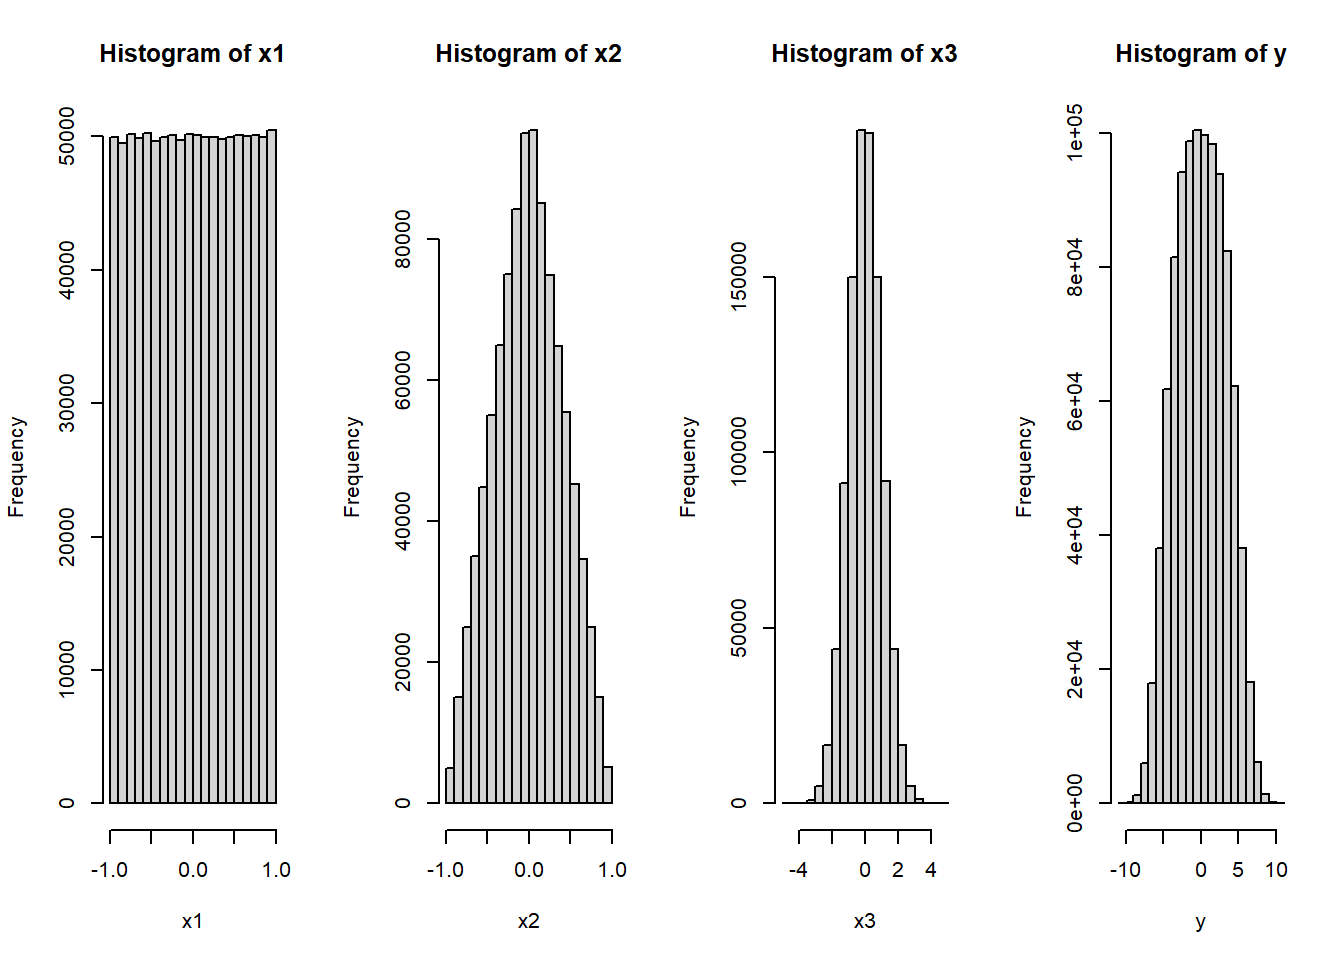 Histogram of x1
Frequency
50000
40000
30000
20000
10000
0
-1.0 0.0 1.0
x1
Histogram of x2
Frequency
80000
60000
40000
20000
0
-1.0 0.0 1.0
x2
Histogram of x3
Frequency
150000
100000
50000
0
-4 0 2 4
x3
Histogram of y
Frequency
1e+05
8e+04
6e+04
4e+04
2e+04
0e+00
-10 0 5 10
y